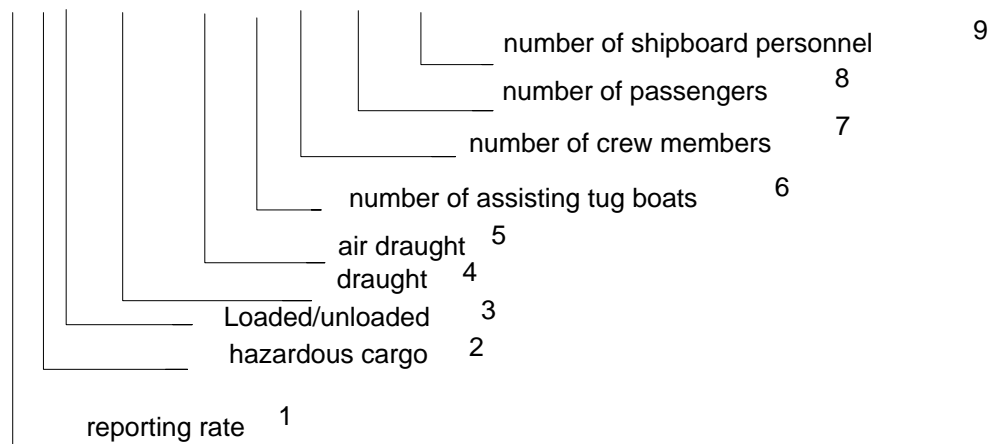 number of shipboard personnel 9
number of passengers 8
number of crew members 7
number of assisting tug boats 6
air draught 5
draught 4
Loaded/unloaded 3
hazardous cargo 2
reporting rate 1